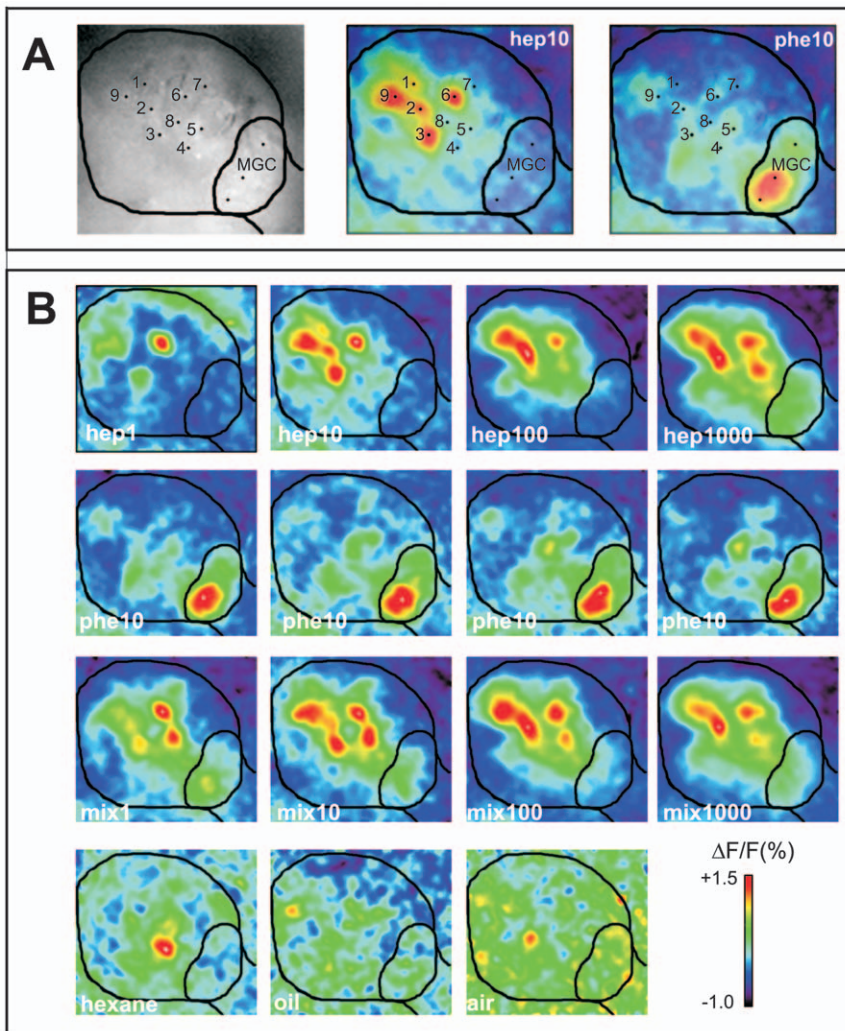 A
hep10
phe10
1
7
9
6
2
8
3
5
4
MGC
1
7
9
6
2
8
3
5
4
MGC
1
7
9
6
2
8
3
5
4
MGC
B
hep1
hep10
hep100
hep1000
phe10
phe10
phe10
phe10
mix1
mix10
mix100
mix1000
ΔF/F(%)
+1.5
-1.0
hexane
oil
air